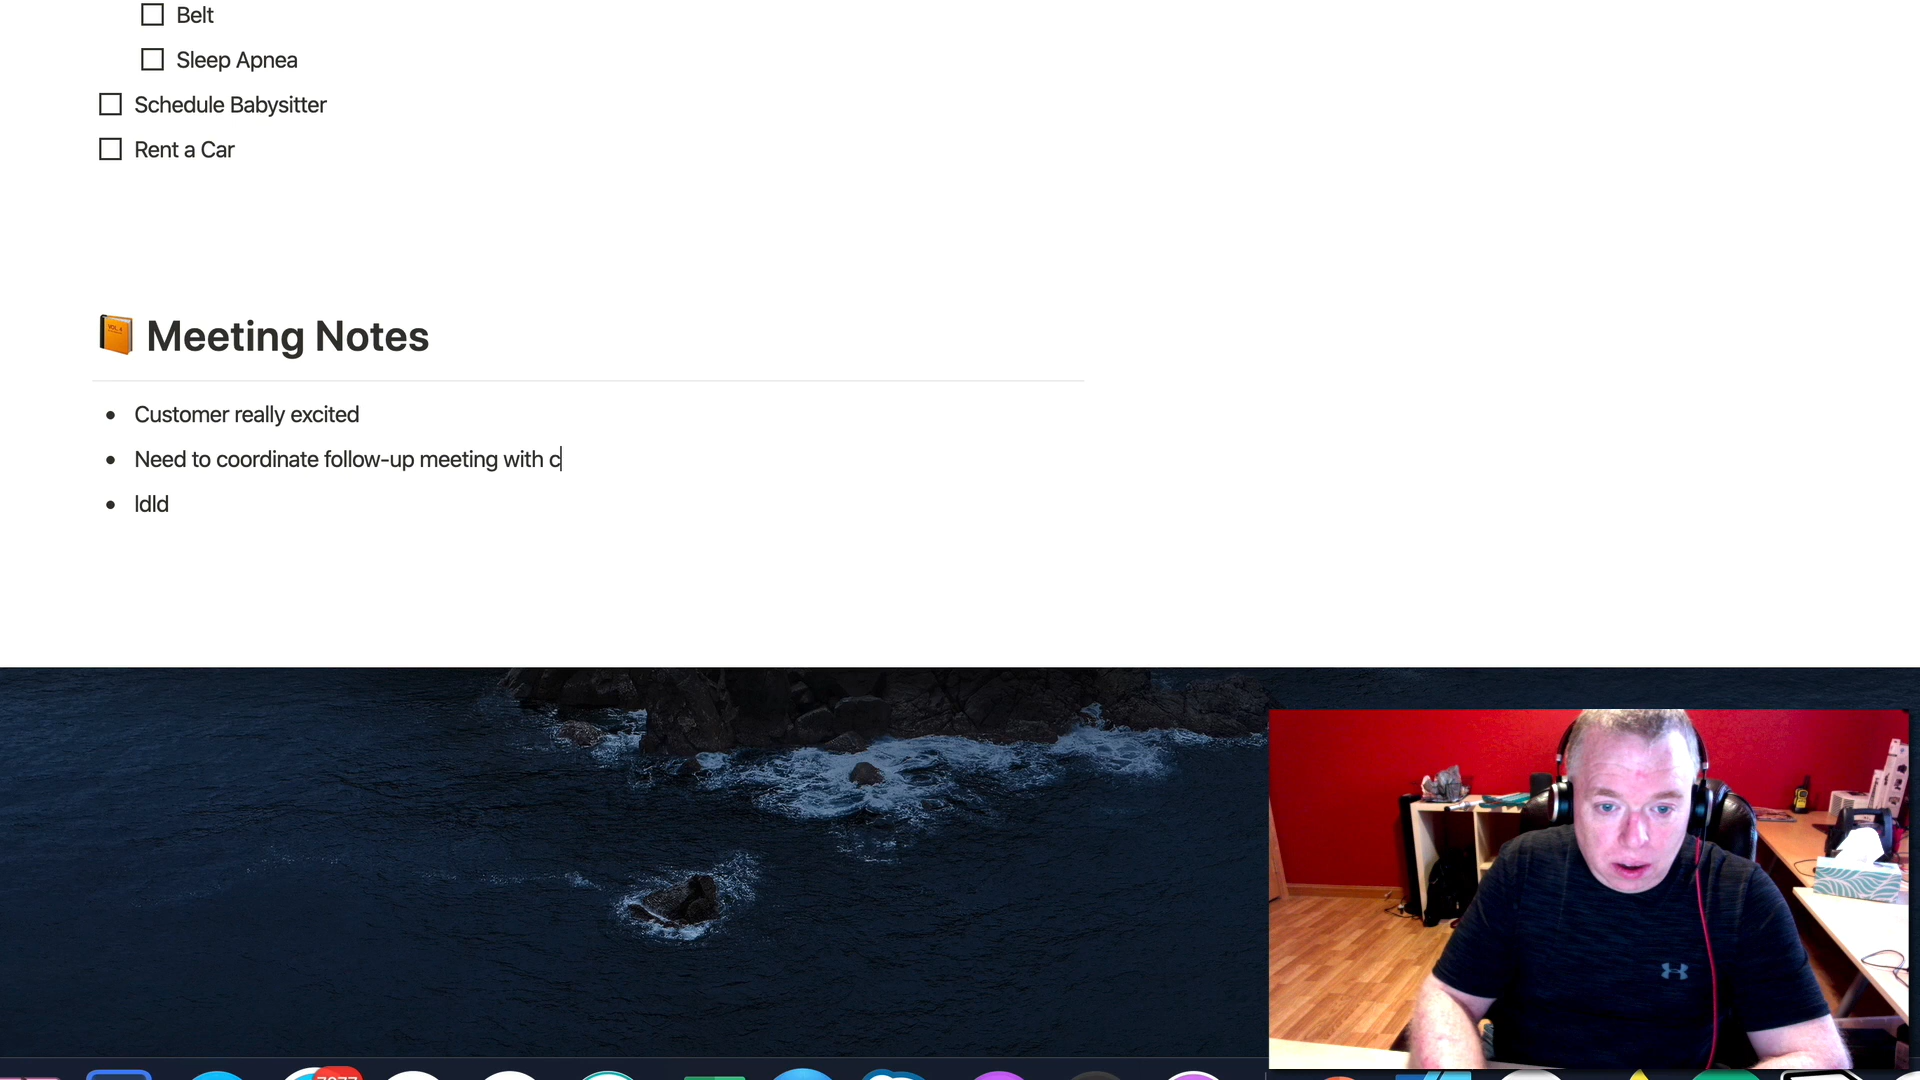 Belt
Sleep Apnea
Schedule Babysitter
Rent a Car
Meeting Notes
Customer really excited
Need to coordinate follow-up meeting with c
ldld